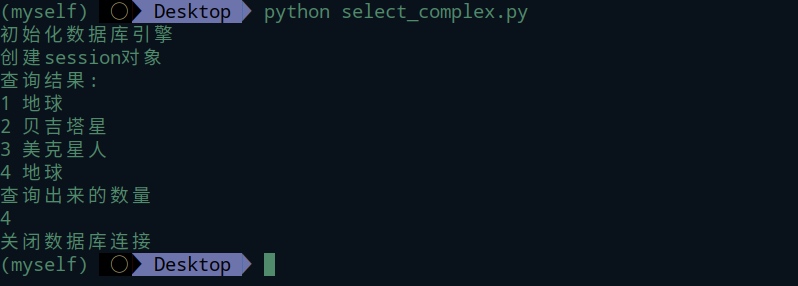 (myself) ○ Desktop python select_complex.py
初始化数据库引擎
创建session对象
查询结果:
1 地球
2 贝吉塔星
3 美克星人
4 地球
查询出来的数量
4
关闭数据库连接
(myself) ○ Desktop